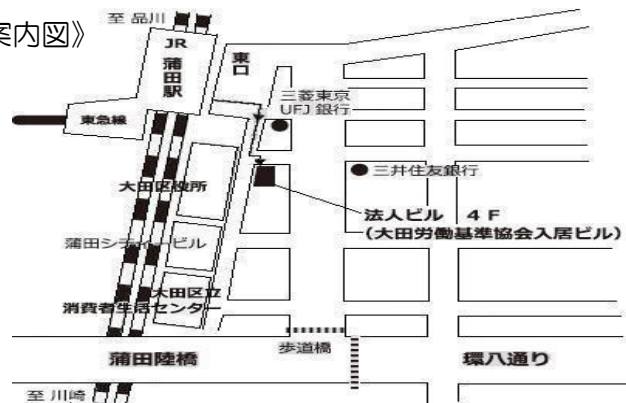 案内図》
至 品川
JR
蒲田駅
東口
三菱東京
UFJ 銀行
東急線
三井住友銀行
大田区役所
法人ビル 4F
(大田労働基準協会入居ビル)
蒲田シティービル
大田区立
消費者生活センター
歩道橋
蒲田陸橋
環八通り
至 川崎